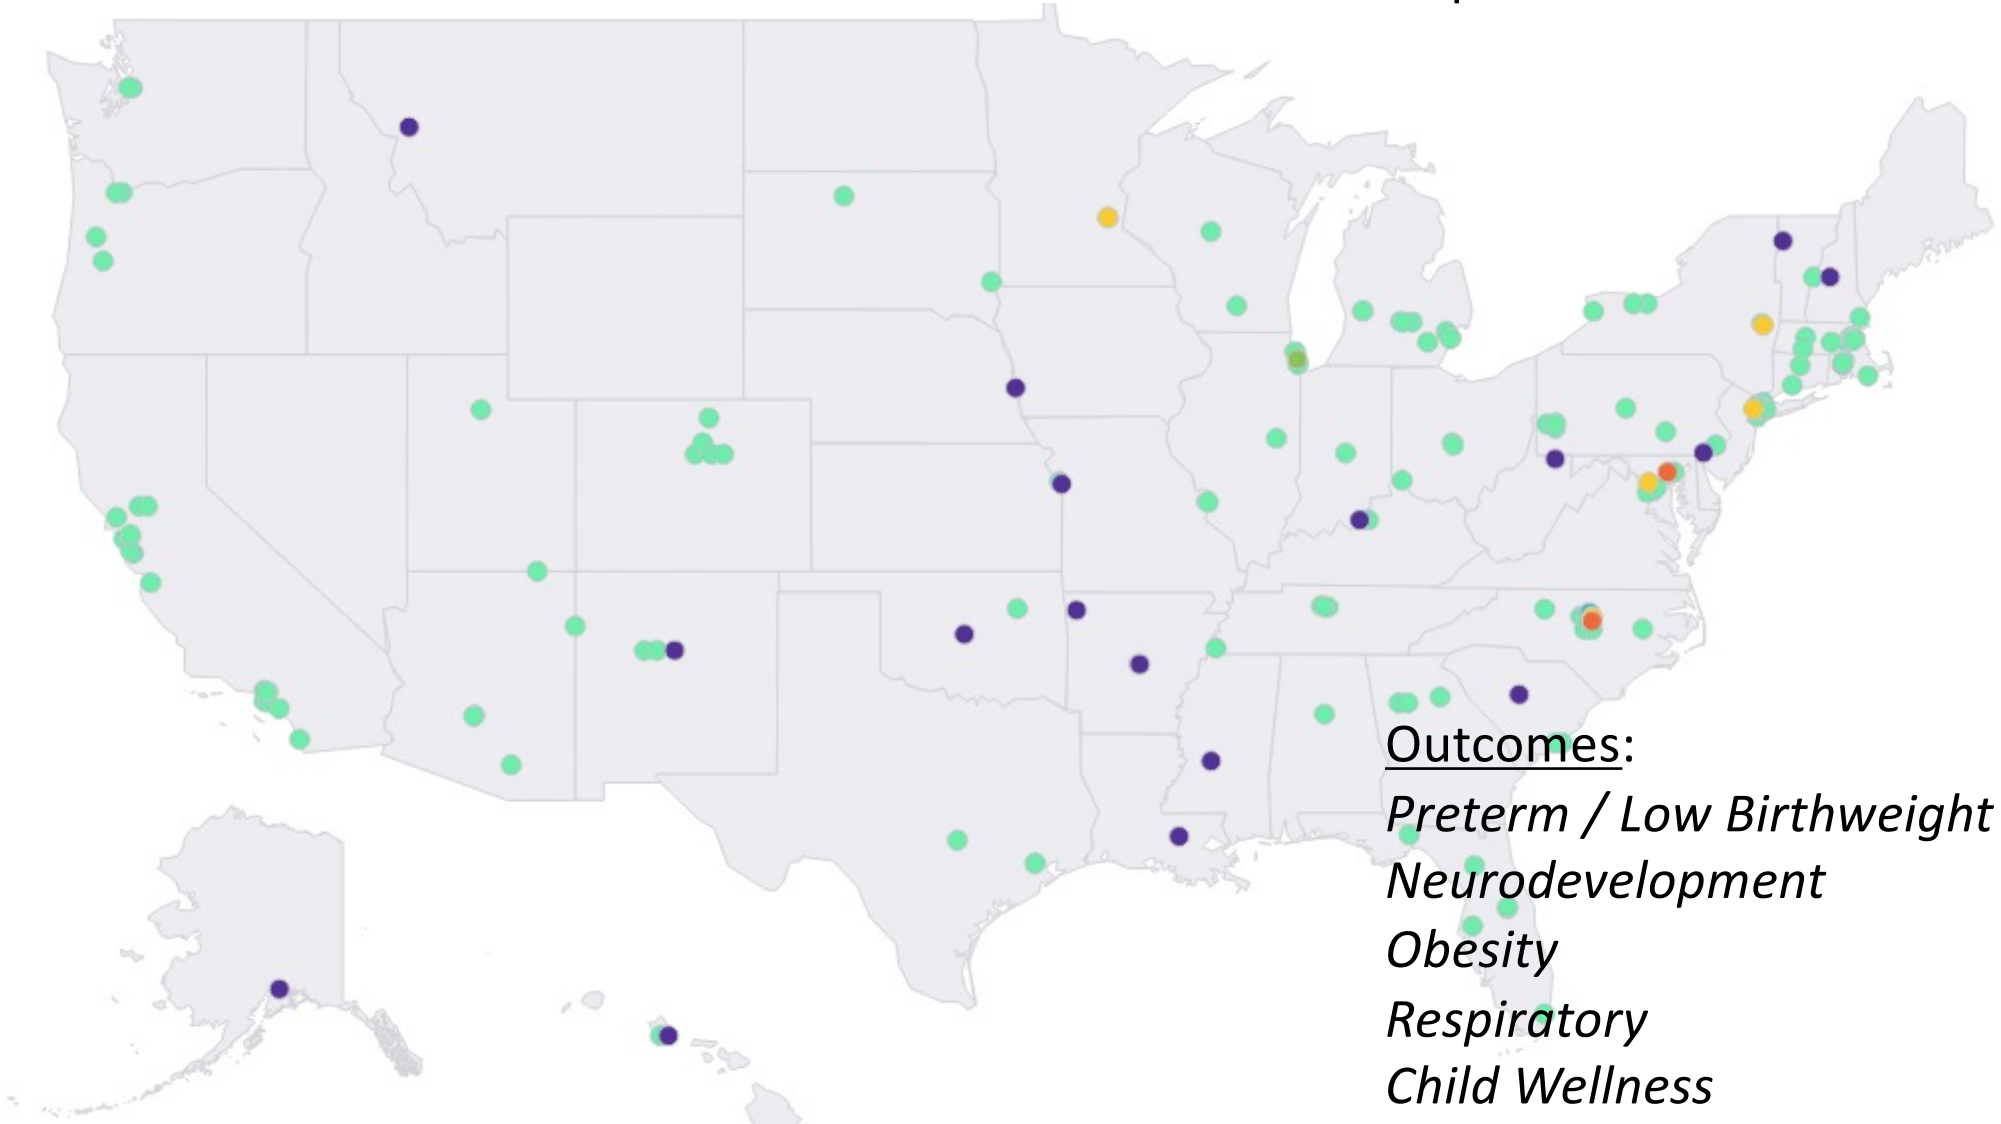 Outcomes:
Preterm / Low Birthweight
Neurodevelopment
Obesity
Respiratory
Child Wellness